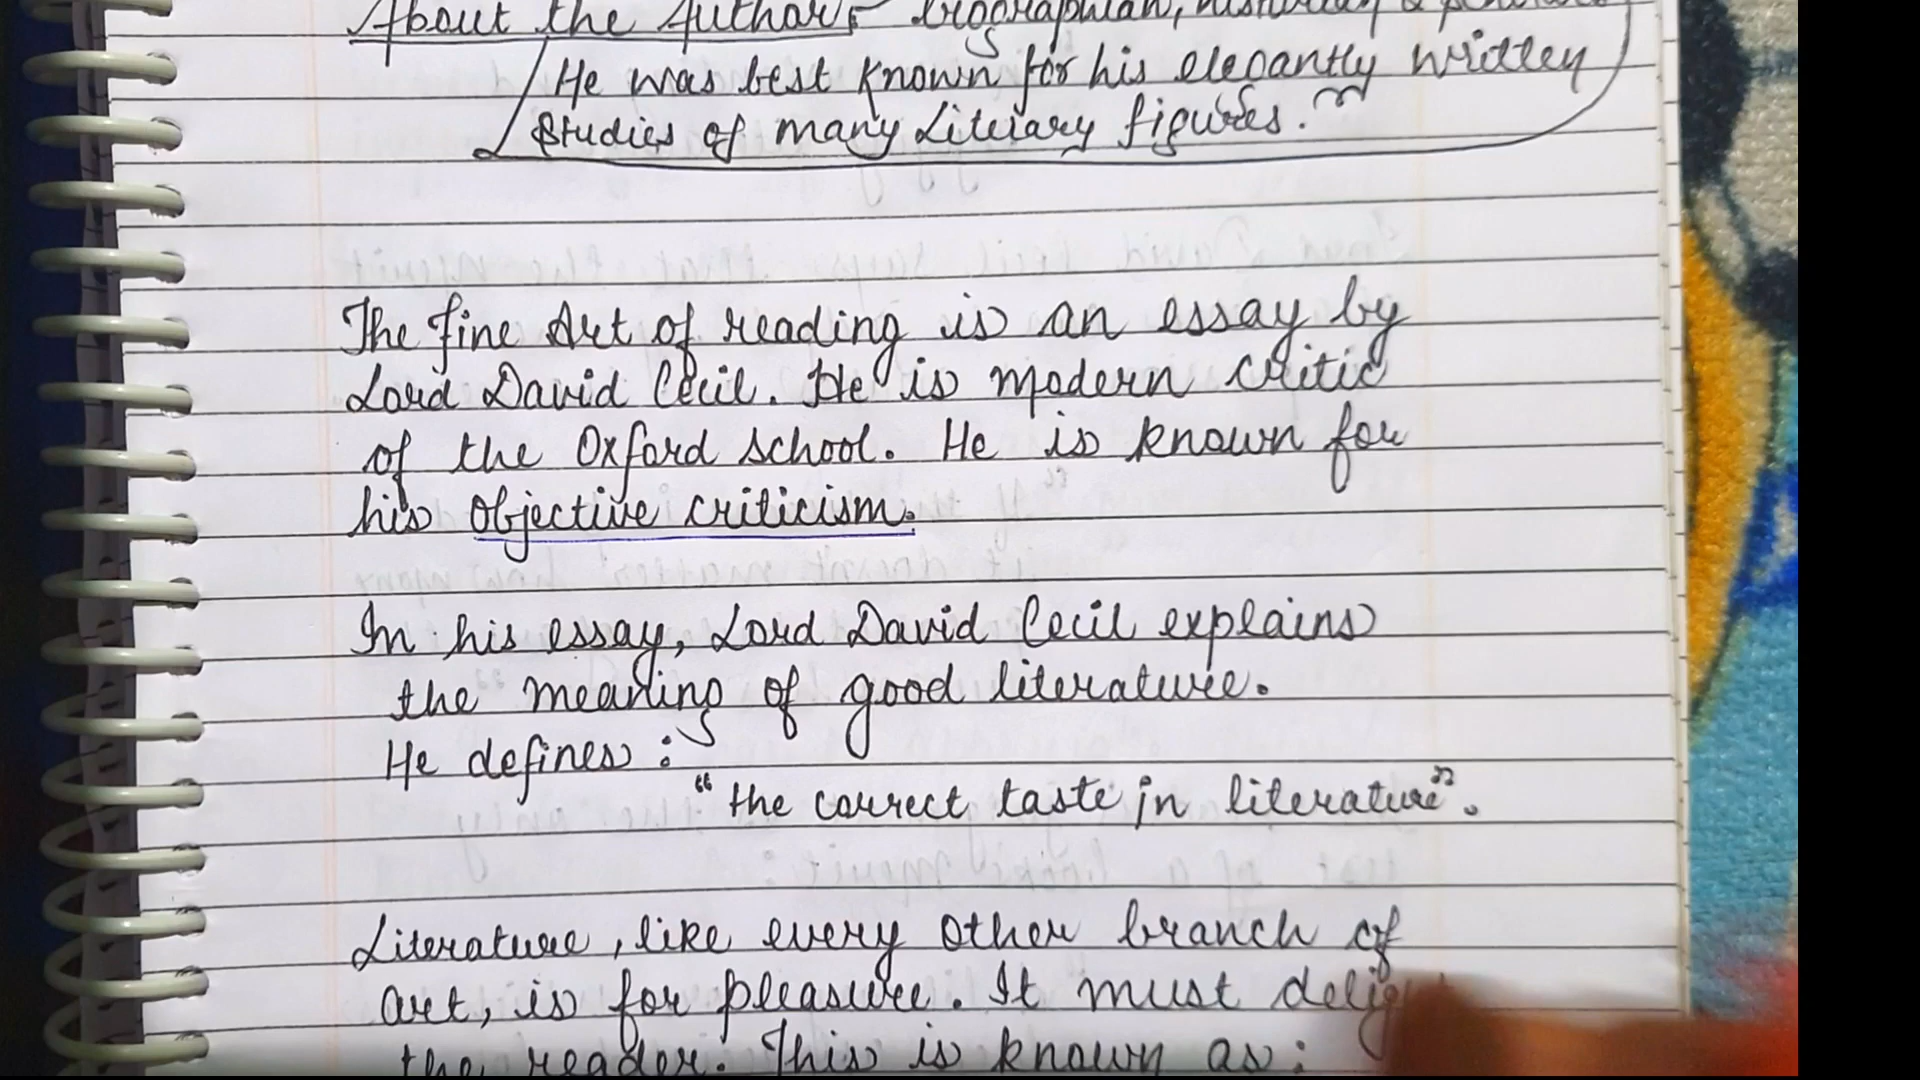 About the Author:- biographian, historian &
He was best known for his elegantly written
studies of many Literary figures.
The fine Art of reading is an essay by
Lord David Cecil. He is modern critic
of the Oxford school. He is known for
his objective criticism.
In his essay, Lord David Cecil explains
the meaning of good literature.
He defines :
"the correct taste in literature".
Literature, like every other branch of
art, is for pleasure. It must
the reader. This is known as: